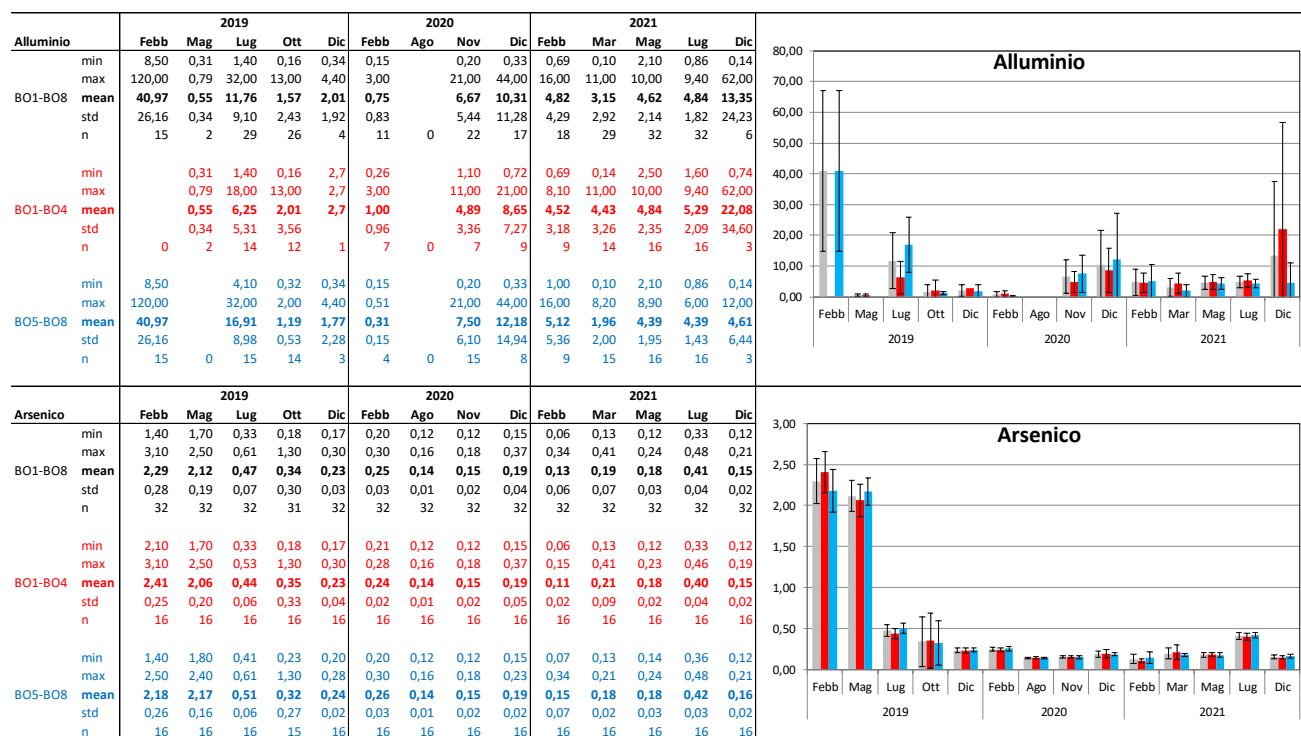 2019 2020 2021
Alluminio Febb Mag Lug Ott Dic Febb Ago Nov Dic Febb Mar Mag Lug Dic
min 8,50 0,31 1,40 0,16 0,34 0,15 0,20 0,33 0,69 0,10 2,10 0,86 0,14
max 120,00 0,79 32,00 13,00 4,40 3,00 21,00 44,00 16,00 11,00 10,00 9,40 62,00
BO1-BO8 mean 40,97 0,55 11,76 1,57 2,01 0,75 6,67 10,31 4,82 3,15 4,62 4,84 13,35
std 26,16 0,34 9,10 2,43 1,92 0,83 5,44 11,28 4,29 2,92 2,14 1,82 24,23
n 15 2 29 26 4 11 0 22 17 18 29 32 32 6
min 0,31 1,40 0,16 2,7 0,26 1,10 0,72 0,69 0,14 2,50 1,60 0,74
max 0,79 18,00 13,00 2,7 3,00 11,00 21,00 8,10 11,00 10,00 9,40 62,00
BO1-BO4 mean 0,55 6,25 2,01 2,7 1,00 4,89 8,65 4,52 4,43 4,84 5,29 22,08
std 0,34 5,31 3,56 0,96 3,36 7,27 3,18 3,26 2,35 2,09 34,60
n 0 2 14 12 1 7 0 7 9 9 14 16 16 3
min 8,50 4,10 0,32 0,34 0,15 0,20 0,33 1,00 0,10 2,10 0,86 0,14
max 120,00 32,00 2,00 4,40 0,51 21,00 44,00 16,00 8,20 8,90 6,00 12,00
BO5-BO8 mean 40,97 16,91 1,19 1,77 0,31 7,50 12,18 5,12 1,96 4,39 4,39 4,61
std 26,16 8,98 0,53 2,28 0,15 6,10 14,94 5,36 2,00 1,95 1,43 6,44
n 15 0 15 14 3 4 0 15 8 9 15 16 16 3
Alluminio
80,00
70,00
60,00
50,00
40,00
30,00
20,00
10,00
0,00
Febb Mag Lug Ott Dic Febb Ago Nov Dic Febb Mar Mag Lug Dic
2019 2020 2021
2019 2020 2021
Arsenico Febb Mag Lug Ott Dic Febb Ago Nov Dic Febb Mar Mag Lug Dic
min 1,40 1,70 0,33 0,18 0,17 0,20 0,12 0,12 0,15 0,06 0,13 0,12 0,33 0,12
max 3,10 2,50 0,61 1,30 0,30 0,30 0,16 0,18 0,37 0,34 0,41 0,24 0,48 0,21
BO1-BO8 mean 2,29 2,12 0,47 0,34 0,23 0,25 0,14 0,15 0,19 0,13 0,19 0,18 0,41 0,15
std 0,28 0,19 0,07 0,30 0,03 0,03 0,01 0,02 0,04 0,06 0,07 0,03 0,04 0,02
n 32 32 32 31 32 32 32 32 32 32 32 32 32 32
min 2,10 1,70 0,33 0,18 0,17 0,21 0,12 0,12 0,15 0,06 0,13 0,12 0,33 0,12
max 3,10 2,50 0,53 1,30 0,30 0,28 0,16 0,18 0,37 0,15 0,41 0,23 0,46 0,19
BO1-BO4 mean 2,41 2,06 0,44 0,35 0,23 0,24 0,14 0,15 0,19 0,11 0,21 0,18 0,40 0,15
std 0,25 0,20 0,06 0,33 0,04 0,02 0,01 0,02 0,05 0,02 0,09 0,02 0,04 0,02
n 16 16 16 16 16 16 16 16 16 16 16 16 16 16
min 1,40 1,80 0,41 0,23 0,20 0,20 0,12 0,12 0,15 0,07 0,13 0,14 0,36 0,12
max 2,50 2,40 0,61 1,30 0,28 0,30 0,16 0,18 0,23 0,34 0,21 0,24 0,48 0,21
BO5-BO8 mean 2,18 2,17 0,51 0,32 0,24 0,26 0,14 0,15 0,19 0,15 0,18 0,18 0,42 0,16
std 0,26 0,16 0,06 0,27 0,02 0,03 0,01 0,02 0,02 0,07 0,02 0,03 0,03 0,02
n 16 16 16 15 16 16 16 16 16 16 16 16 16 16
Arsenico
3,00
2,50
2,00
1,50
1,00
0,50
0,00
Febb Mag Lug Ott Dic Febb Ago Nov Dic Febb Mar Mag Lug Dic
2019 2020 2021